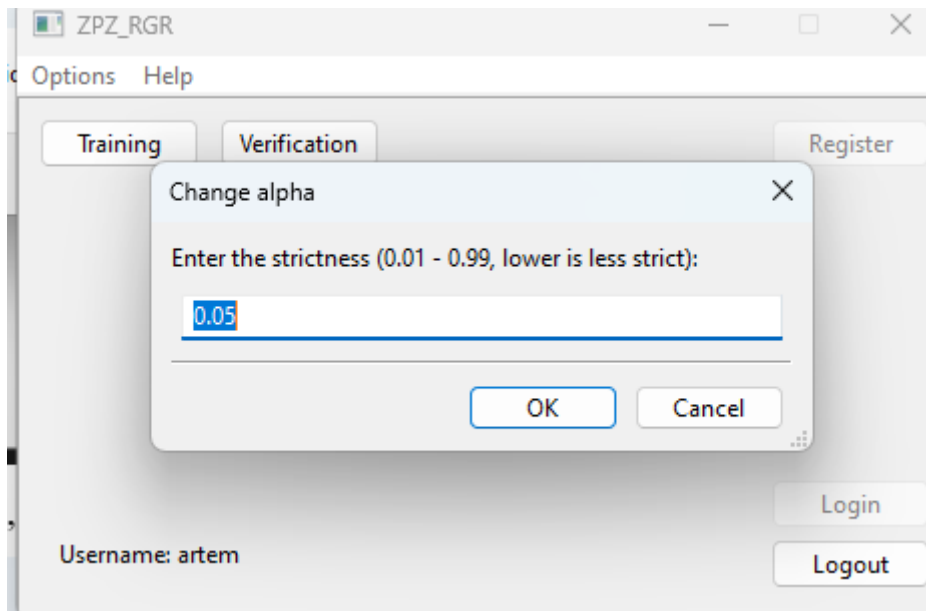 ZPZ_RGR
Options Help
Training Verification Register
Change alpha
Enter the strictness (0.01 - 0.99, lower is less strict):
0.05
OK Cancel
Login
Username: artem
Logout